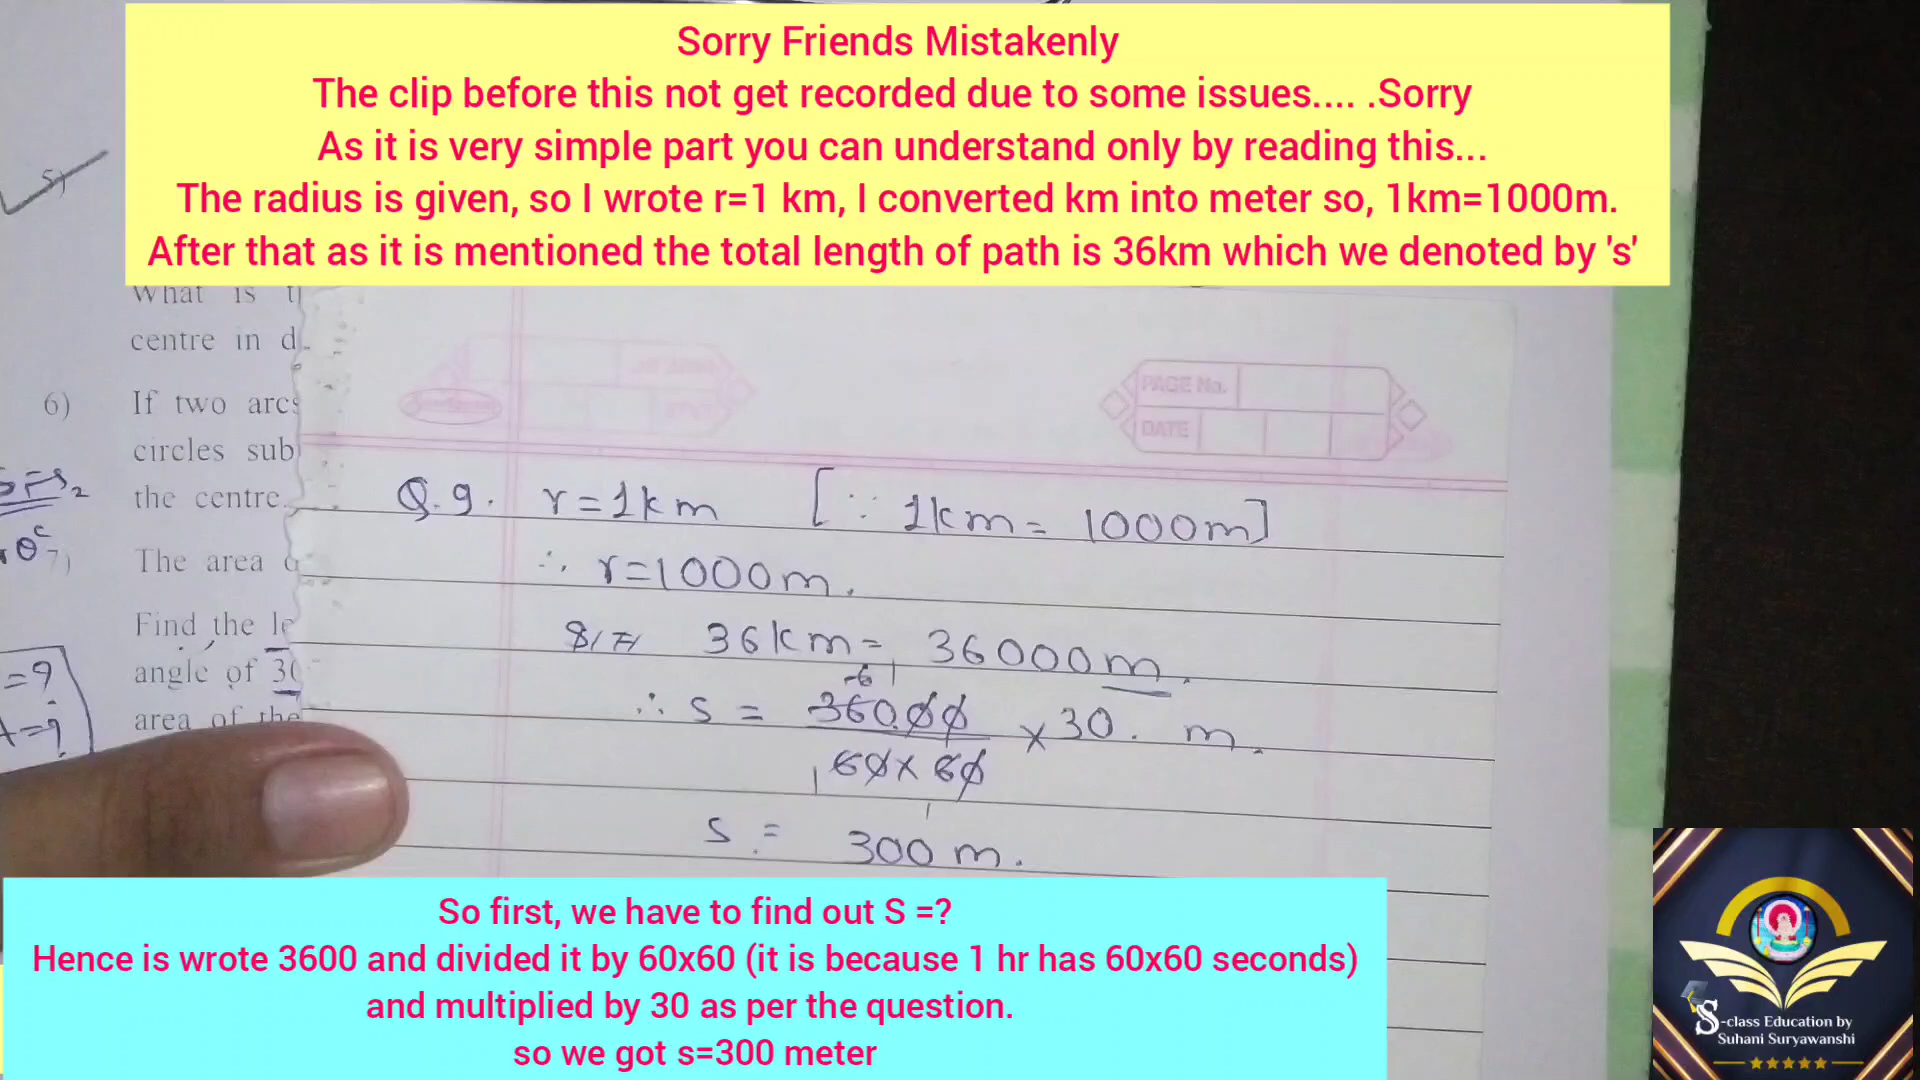 Sorry Friends Mistakenly
The clip before this not get recorded due to some issues.... .Sorry
As it is very simple part you can understand only by reading this...
The radius is given, so I wrote r=1 km, I converted km into meter so, 1km=1000m.
After that as it is mentioned the total length of path is 36km which we denoted by 's'
5)
What is
centre in d
6) If two arcs
circles sub
the centre.
7) The area
Find the le
angle of 30
area of the
=?
=?
PAGE No.
DATE
Q.9. r=1km [∵ 1km= 1000m]
∴ r=1000m.
36km= 36000m.
∴ s = 36000/60×60 ×30. m.
s = 300 m.
So first, we have to find out S =?
Hence is wrote 3600 and divided it by 60x60 (it is because 1 hr has 60x60 seconds)
and multiplied by 30 as per the question.
so we got s=300 meter
S-class Education by
Suhani Suryawanshi